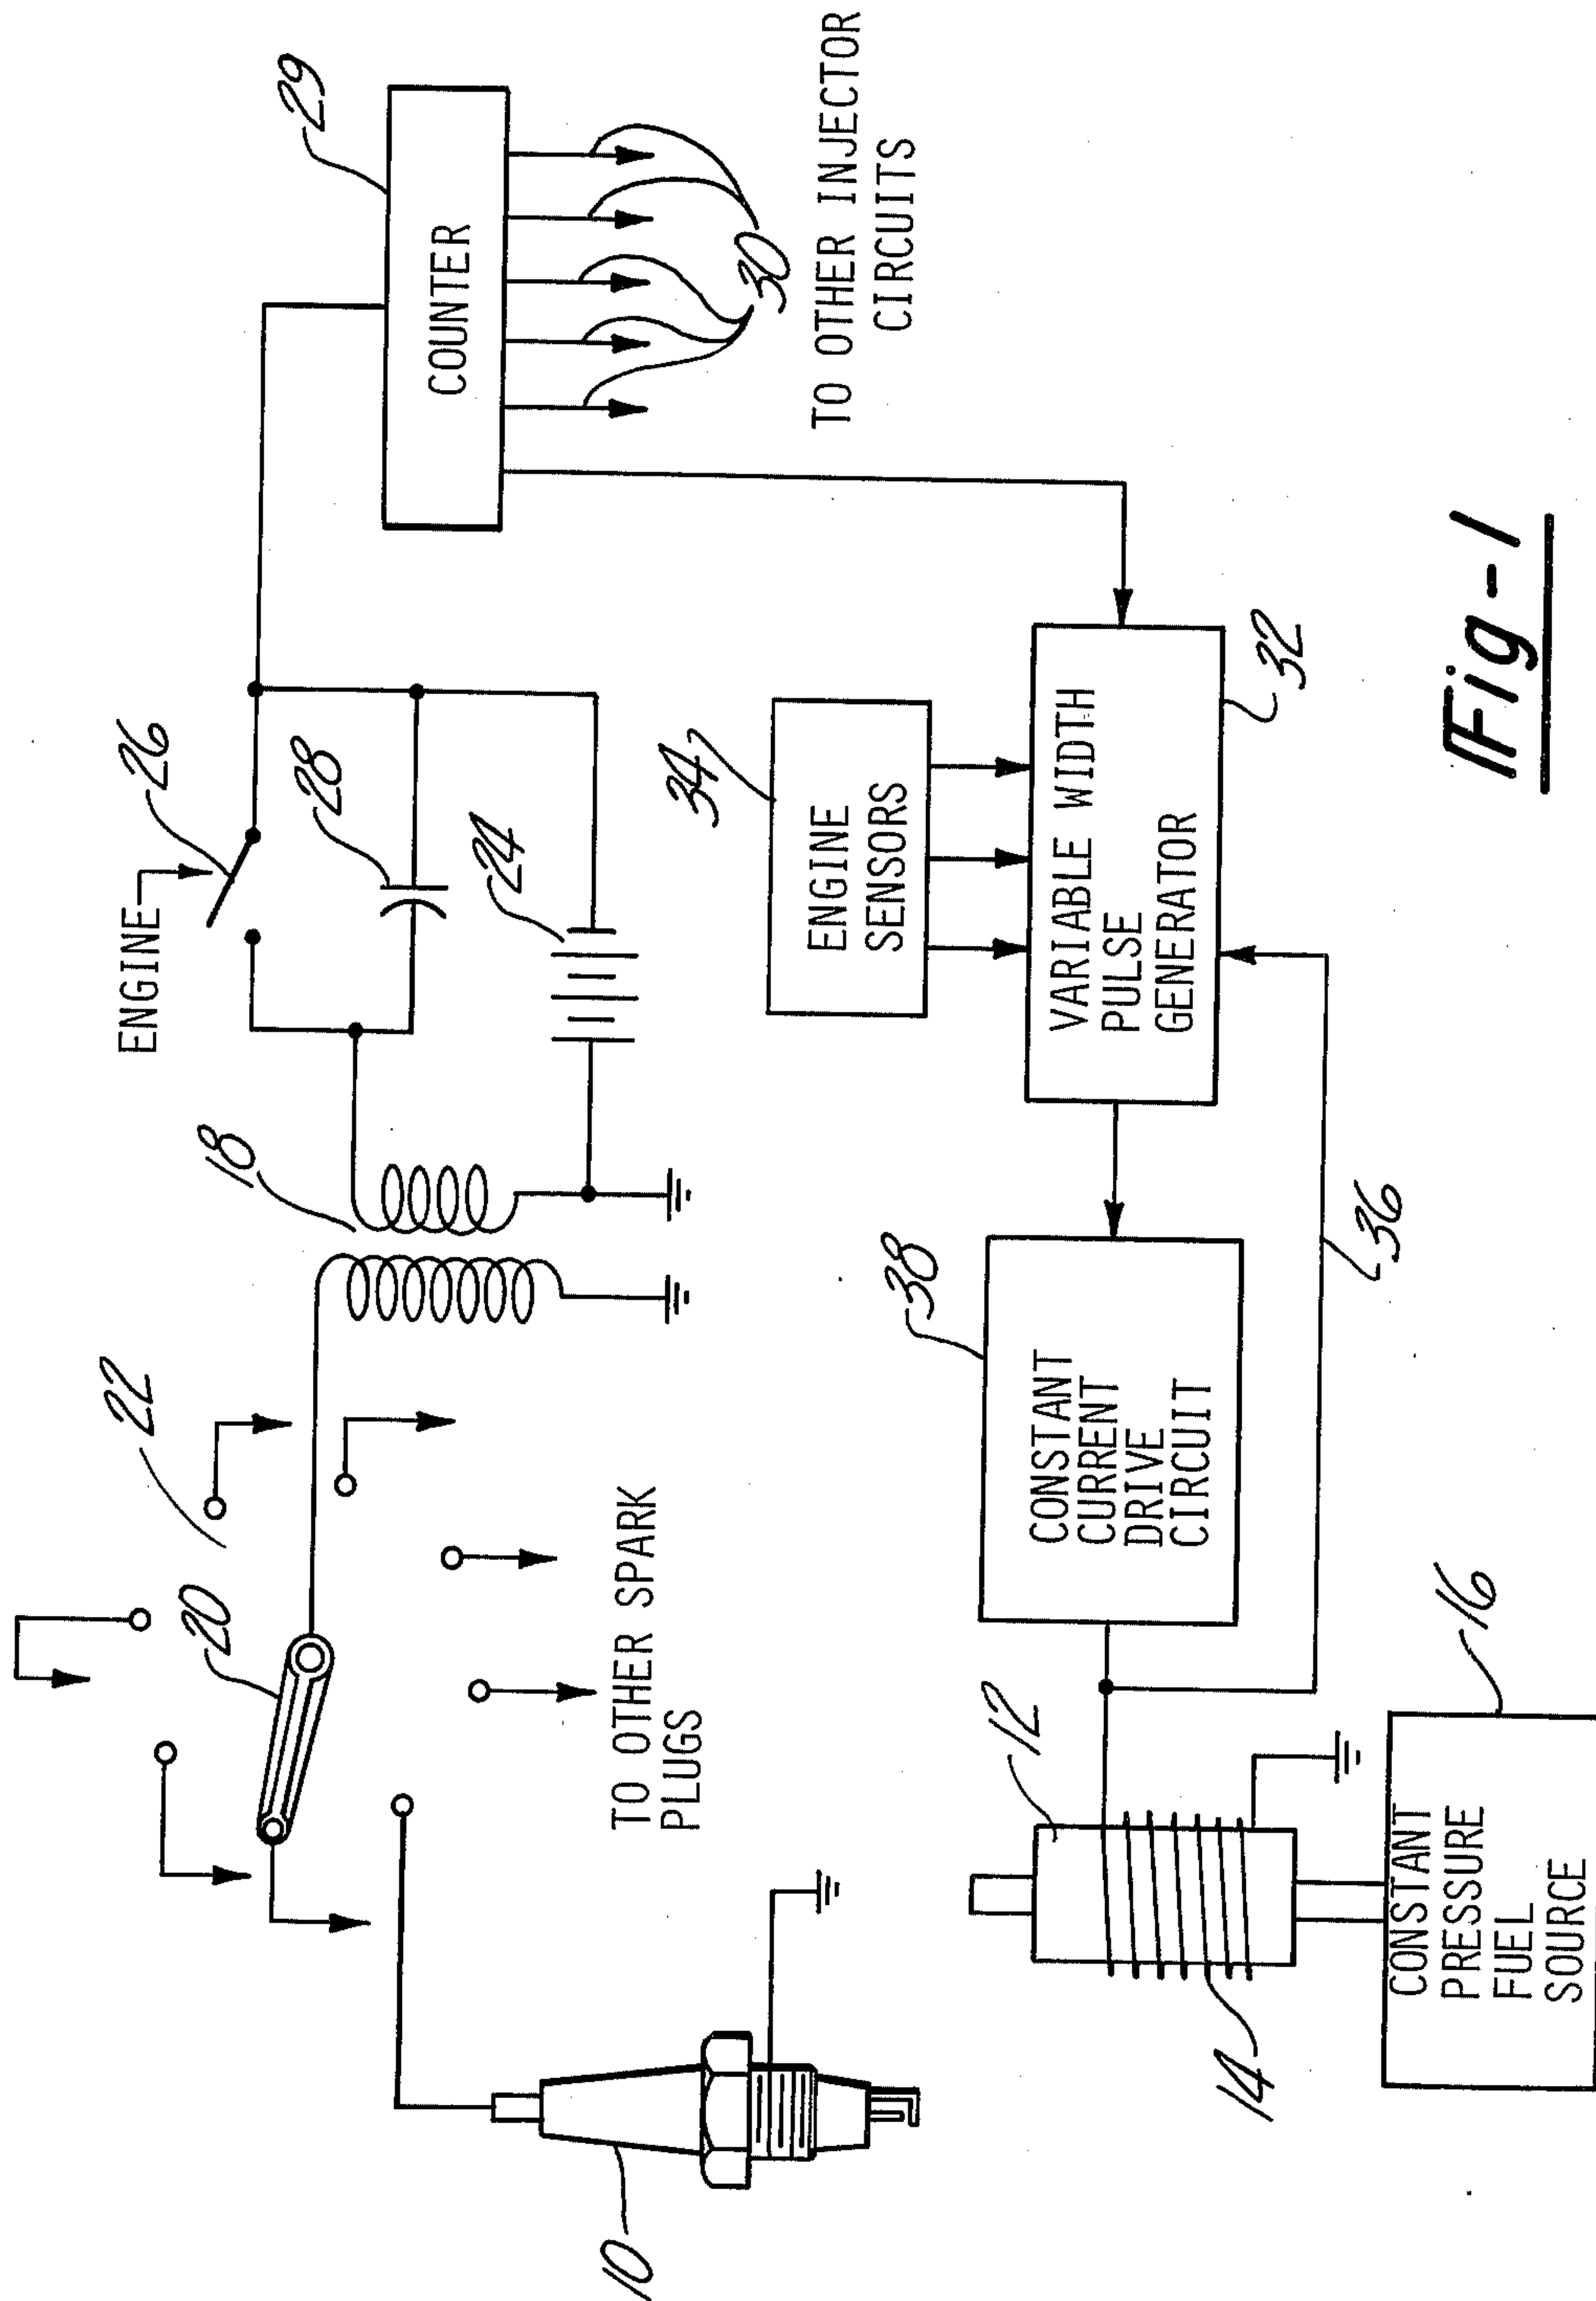 22
20
ENGINE
26
18
28
24
29
COUNTER
30
TO OTHER INJECTOR
CIRCUITS
10
TO OTHER SPARK
PLUGS
34
ENGINE
SENSORS
38
CONSTANT
CURRENT
DRIVE
CIRCUIT
VARIABLE WIDTH
PULSE
GENERATOR
32
12
14
36
16
CONSTANT
PRESSURE
FUEL
SOURCE
Fig-1